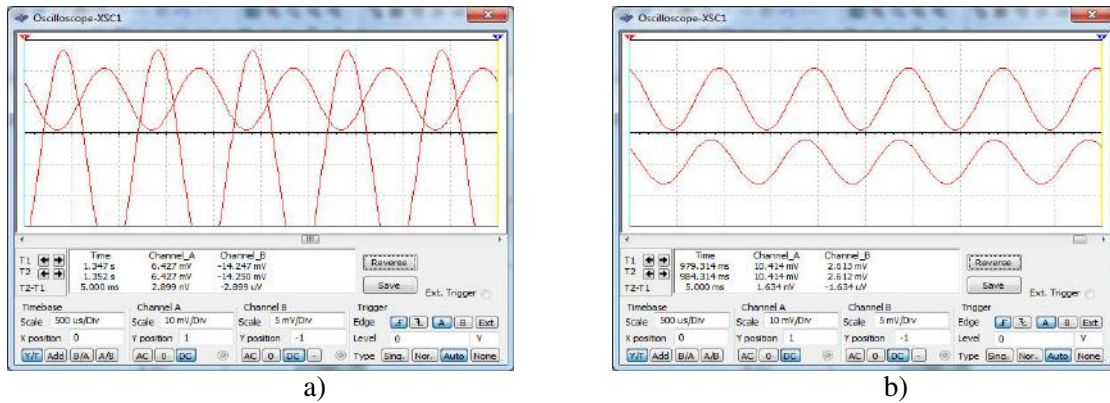 Oscilloscope-XSC1
T1
T2
T2-T1
Time Channel_A Channel_B
1.347 s 6.427 mV -14.247 mV
1.352 s 6.427 mV -14.250 mV
5.000 ms 2.899 nV -2.899 uV
Reverse
Save
Ext. Trigger
Timebase
Scale 500 us/Div
X position 0
Y/T Add B/A A/B
Channel A
Scale 10 mV/Div
Y position 1
AC 0 DC
Channel B
Scale 5 mV/Div
Y position -1
AC 0 DC -
Trigger
Edge A B Ext
Level 0 V
Type Sing. Nor. Auto None
a)
Oscilloscope-XSC1
T1
T2
T2-T1
Time Channel_A Channel_B
979.314 ms 10.414 mV 2.613 mV
984.314 ms 10.414 mV 2.612 mV
5.000 ms 1.634 nV -1.634 uV
Reverse
Save
Ext. Trigger
Timebase
Scale 500 us/Div
X position 0
Y/T Add B/A A/B
Channel A
Scale 10 mV/Div
Y position 1
AC 0 DC
Channel B
Scale 5 mV/Div
Y position -1
AC 0 DC -
Trigger
Edge A B Ext
Level 0 V
Type Sing. Nor. Auto None
b)